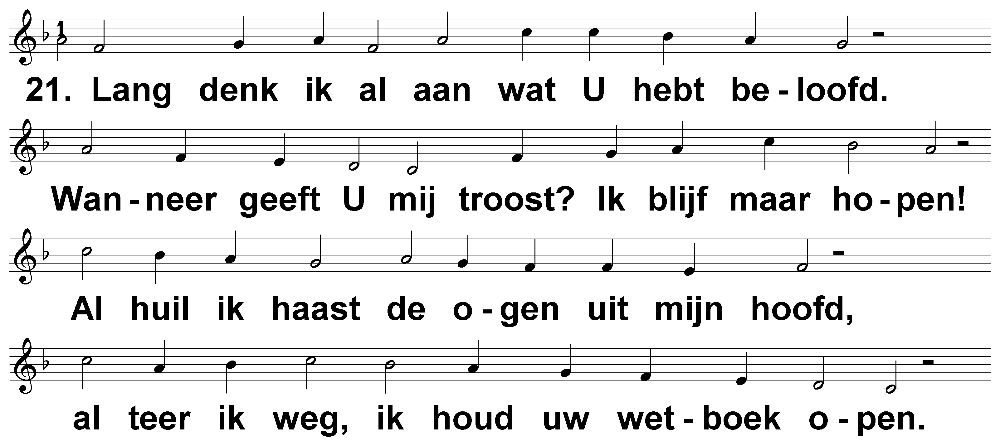 1
21. Lang denk ik al aan wat U hebt be - loofd.
Wan - neer geeft U mij troost? Ik blijf maar ho - pen!
Al huil ik haast de o - gen uit mijn hoofd,
al teer ik weg, ik houd uw wet - boek o - pen.